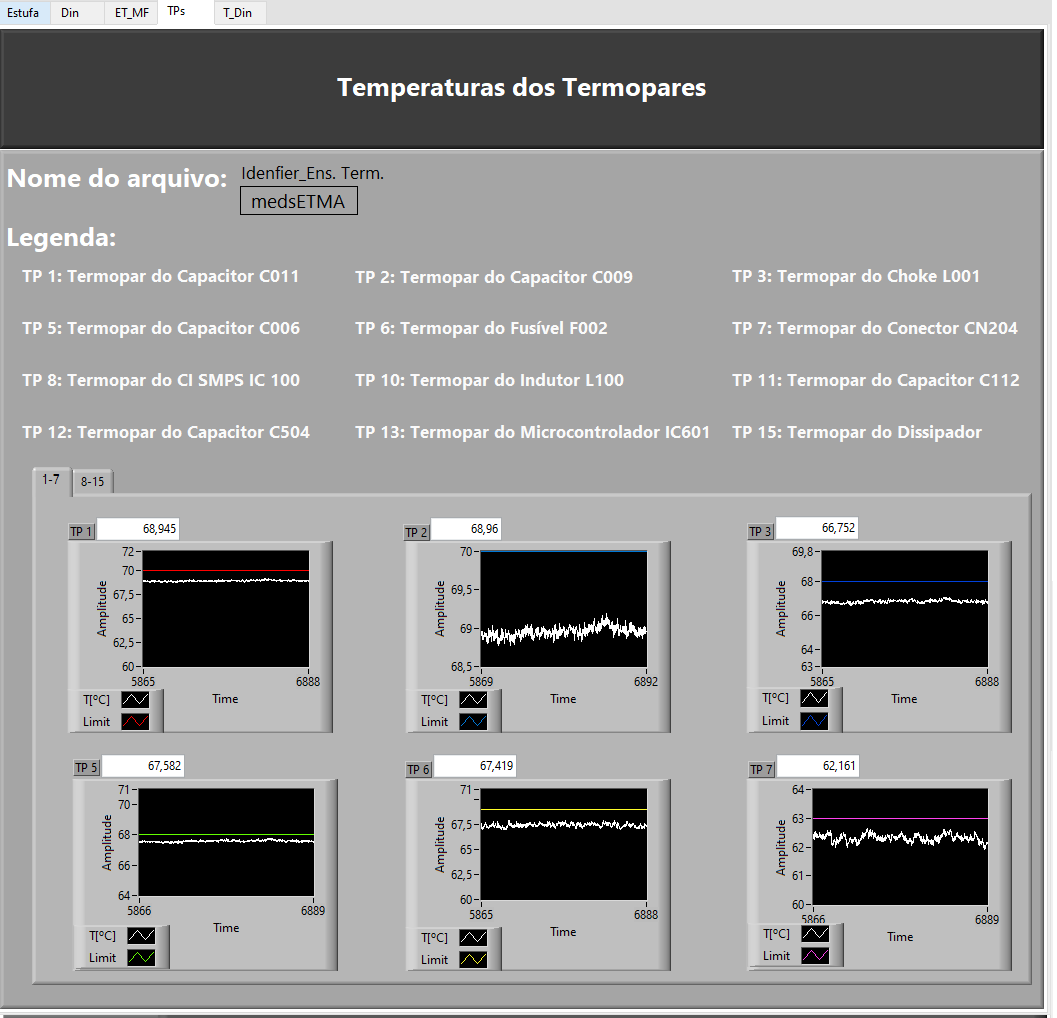 Estufa Din ET_MF TPs T_Din
Temperaturas dos Termopares
Nome do arquivo: Idenfier_Ens. Term.
medsETMA
Legenda:
TP 1: Termopar do Capacitor C011 TP 2: Termopar do Capacitor C009 TP 3: Termopar do Choke L001
TP 5: Termopar do Capacitor C006 TP 6: Termopar do Fusível F002 TP 7: Termopar do Conector CN204
TP 8: Termopar do CI SMPS IC 100 TP 10: Termopar do Indutor L100 TP 11: Termopar do Capacitor C112
TP 12: Termopar do Capacitor C504 TP 13: Termopar do Microcontrolador IC601 TP 15: Termopar do Dissipador
1-7 8-15
TP 1 68,945
Amplitude
72
70
67,5
65
62,5
60
5865 6888
Time
T[ºC]
Limit
TP 2 68,96
Amplitude
70
69,5
69
68,5
5869 6892
Time
T[ºC]
Limit
TP 3 66,752
Amplitude
69,8
68
66
64
63
5865 6888
Time
T[ºC]
Limit
TP 5 67,582
Amplitude
71
70
68
66
64
5866 6889
Time
T[ºC]
Limit
TP 6 67,419
Amplitude
71
67,5
65
62,5
60
5865 6888
Time
T[ºC]
Limit
TP 7 62,161
Amplitude
64
63
62
61
60
5866 6889
Time
T[ºC]
Limit